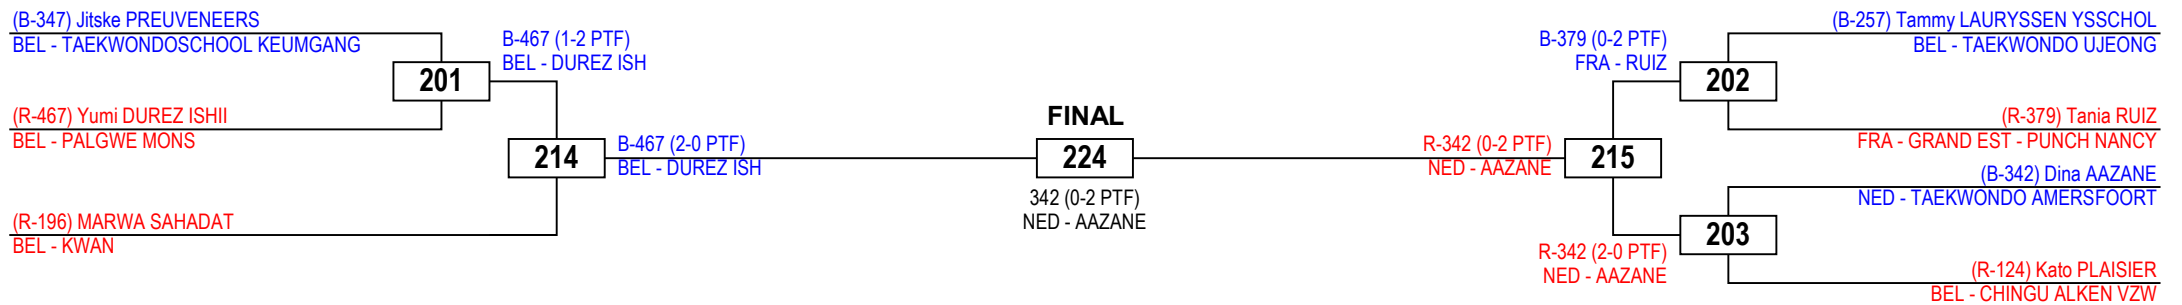 (B-347) Jitske PREUVENEERS
BEL - TAEKWONDOSCHOOL KEUMGANG
201
(R-467) Yumi DUREZ ISHII
BEL - PALGWE MONS
B-467 (1-2 PTF)
BEL - DUREZ ISH
214
(R-196) MARWA SAHADAT
BEL - KWAN
B-467 (2-0 PTF)
BEL - DUREZ ISH
FINAL
224
342 (0-2 PTF)
NED - AAZANE
R-342 (0-2 PTF)
NED - AAZANE
215
B-379 (0-2 PTF)
FRA - RUIZ
R-342 (2-0 PTF)
NED - AAZANE
(B-257) Tammy LAURYSSEN YSSCHOL
BEL - TAEKWONDO UJEONG
202
(R-379) Tania RUIZ
FRA - GRAND EST - PUNCH NANCY
(B-342) Dina AAZANE
NED - TAEKWONDO AMERSFOORT
203
(R-124) Kato PLAISIER
BEL - CHINGU ALKEN VZW